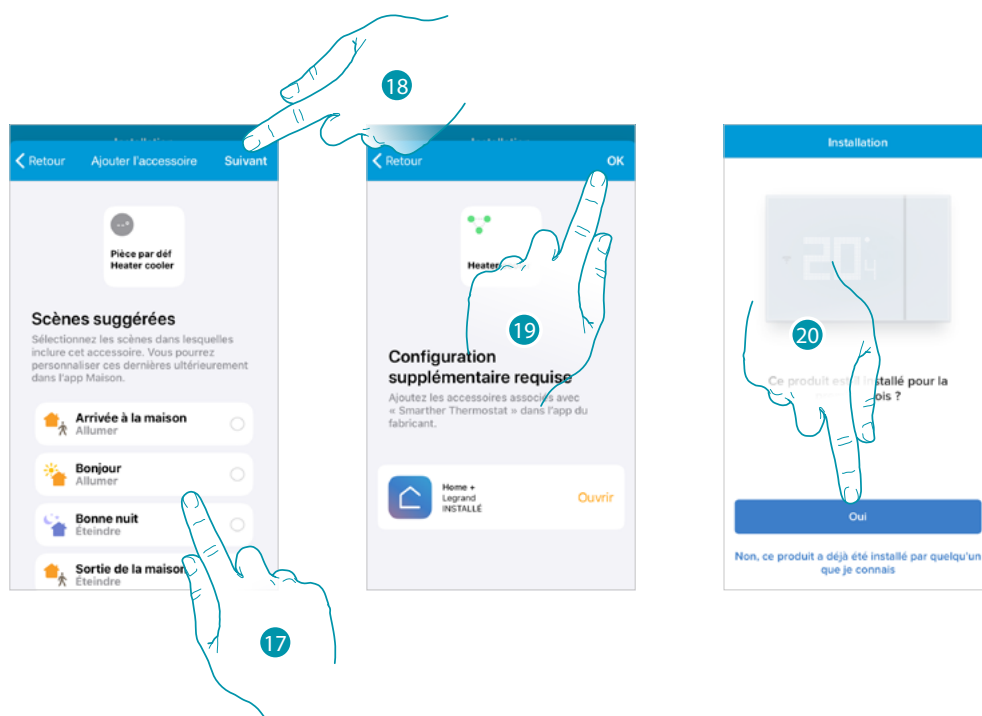 18
Retour
Ajouter l'accessoire
Suivant
Pièce par déf
Heater cooler
Scènes suggérées
Sélectionnez les scènes dans lesquelles
inclure cet accessoire. Vous pourrez
personnaliser ces dernières ultérieurement
dans l'app Maison.
Arrivée à la maison
Allumer
Bonjour
Allumer
Bonne nuit
Éteindre
Sortie de la maison
Éteindre
17
Retour
OK
Heater
19
Configuration
supplémentaire requise
Ajoutez les accessoires associés avec
« Smarther Thermostat » dans l'app du
fabricant.
Home +
Legrand
INSTALLÉ
Ouvrir
Installation
20
Ce produit est il installé pour la
Oui
Non, ce produit a déjà été installé par quelqu'un
que je connais